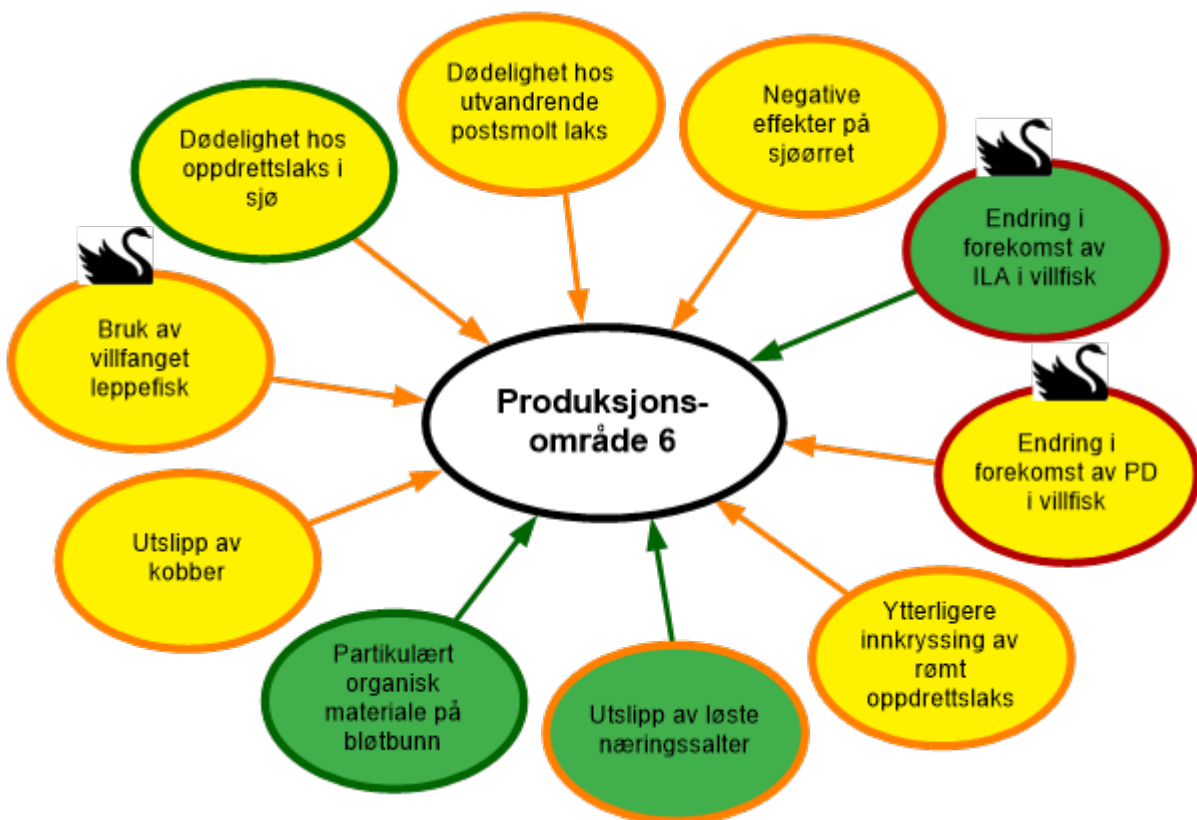 Dødelighet hos
utvandrende
postsmolt laks
Negative
effekter på
sjøørret
Dødelighet hos
oppdrettslaks i
sjø
Endring i
forekomst av
ILA i villfisk
Bruk av
villfanget
leppefisk
Produksjons-
område 6
Endring i
forekomst av PD
i villfisk
Utslipp av
kobber
Ytterligere
innkryssing av
rømt
oppdrettslaks
Partikulært
organisk
materiale på
bløtbunn
Utslipp av løste
næringssalter